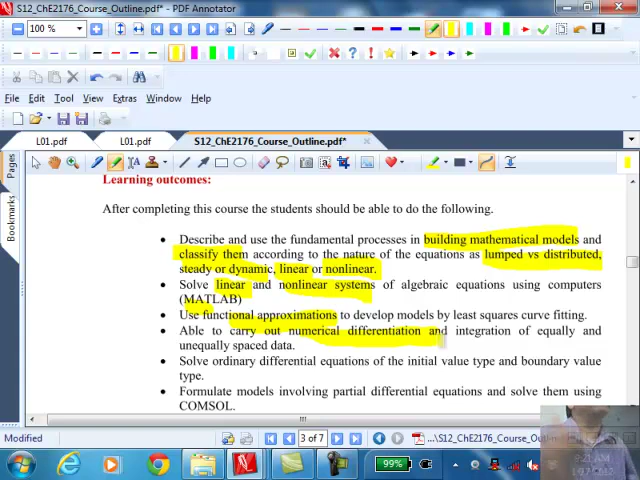 S12_ChE2176_Course_Outline.pdf* - PDF Annotator
100 %
Item Edit Tool View Extras Window Help
L01.pdf L01.pdf S12_ChE2176_Course_Outline.pdf*
Pages
Bookmarks
Learning outcomes:
After completing this course the students should be able to do the following.
• Describe and use the fundamental processes in building mathematical models and
classify them according to the nature of the equations as lumped vs distributed,
steady or dynamic, linear or nonlinear.
• Solve linear and nonlinear systems of algebraic equations using computers
(MATLAB)
• Use functional approximations to develop models by least squares curve fitting.
• Able to carry out numerical differentiation and integration of equally and
unequally spaced data.
• Solve ordinary differential equations of the initial value type and boundary value
type.
• Formulate models involving partial differential equations and solve them using
COMSOL.
Modified 3 of 7 ...\S12_ChE2176_Course_Outline.pdf
99%